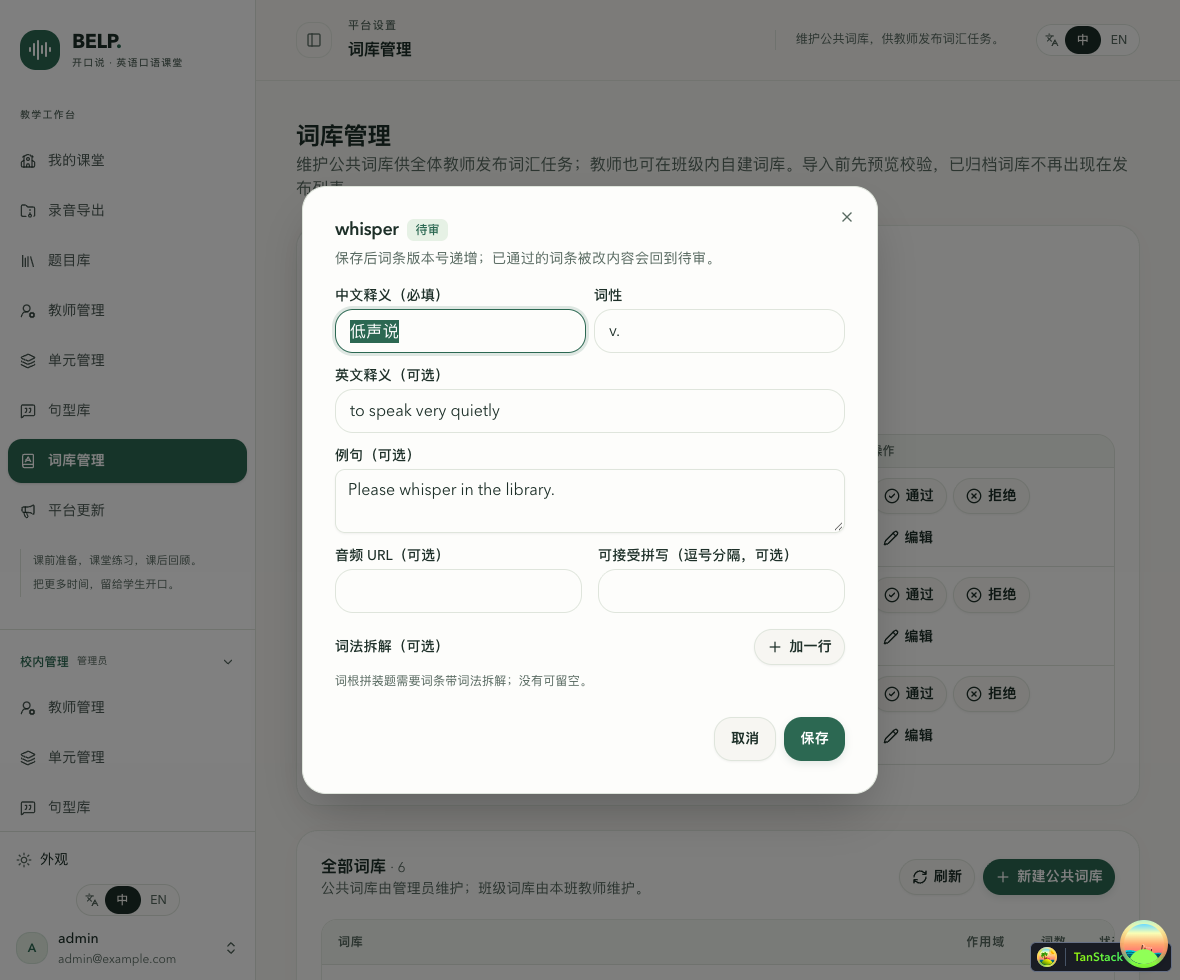 BELP.
开口说 · 英语口语课堂
教学工作台
我的课堂
录音导出
题目库
教师管理
单元管理
句型库
词库管理
平台更新
课前准备，课堂练习，课后回顾。
把更多时间，留给学生开口。
校内管理 管理员
教师管理
单元管理
句型库
外观
中 EN
A
admin
admin@example.com
平台设置
词库管理
维护公共词库，供教师发布词汇任务。
中 EN
词库管理
维护公共词库供全体教师发布词汇任务；教师也可在班级内自建词库。导入前先预览校验，已归档词库不再出现在发
布列表
whisper 待审
保存后词条版本号递增；已通过的词条被改内容会回到待审。
中文释义（必填） 词性
低声说 v.
英文释义（可选）
to speak very quietly
例句（可选）
Please whisper in the library.
音频 URL（可选） 可接受拼写（逗号分隔，可选）
词法拆解（可选） 加一行
词根拼装题需要词条带词法拆解；没有可留空。
取消 保存
操作
通过 拒绝
编辑
通过 拒绝
编辑
通过 拒绝
编辑
全部词库 · 6
公共词库由管理员维护；班级词库由本班教师维护。
刷新 新建公共词库
词库 作用域 词数
TanStack